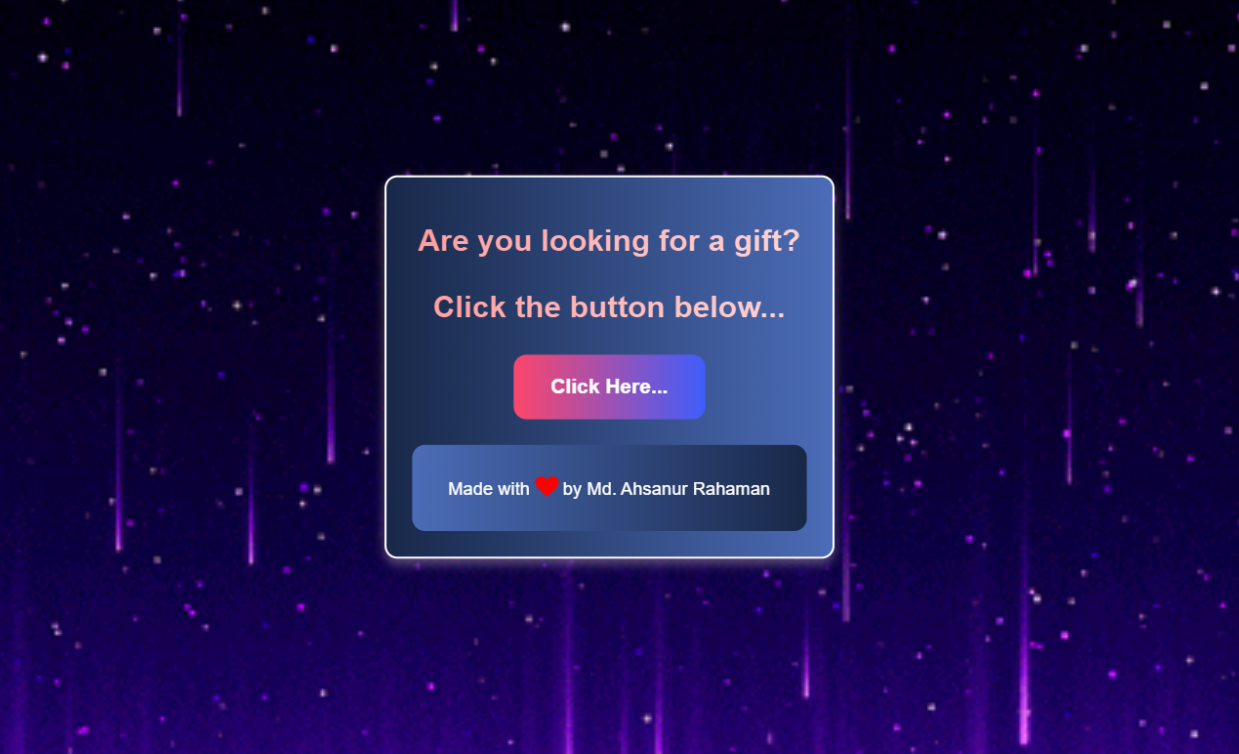 Are you looking for a gift?
Click the button below...
Click Here...
Made with ❤ by Md. Ahsanur Rahaman